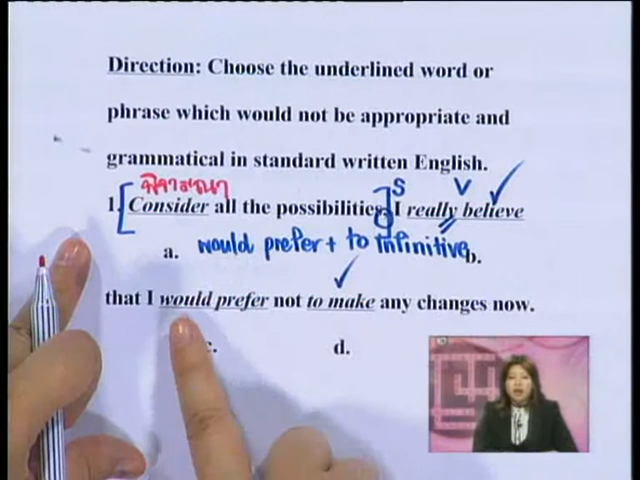 Direction: Choose the underlined word or
phrase which would not be appropriate and
grammatical in standard written English.
พิจารณา S V
1. Consider all the possibilities, I really believe
a. would prefer + to infinitive b.
that I would prefer not to make any changes now.
c. d.